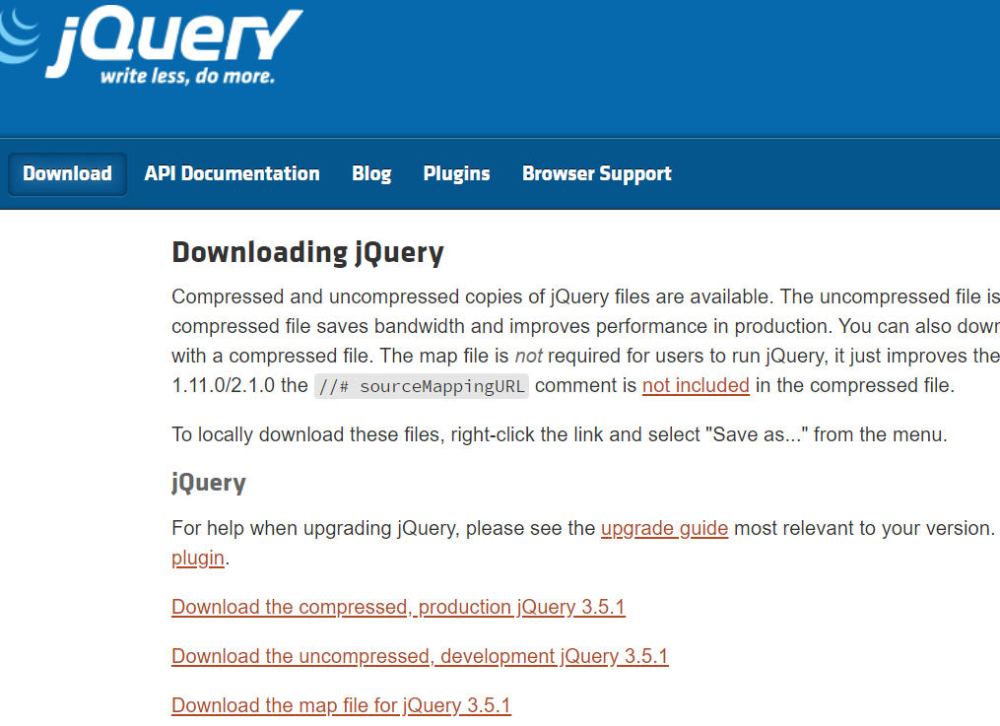 jQuery
write less, do more.
Download API Documentation Blog Plugins Browser Support
Downloading jQuery
Compressed and uncompressed copies of jQuery files are available. The uncompressed file is
compressed file saves bandwidth and improves performance in production. You can also down
with a compressed file. The map file is not required for users to run jQuery, it just improves the
1.11.0/2.1.0 the //# sourceMappingURL comment is not included in the compressed file.
To locally download these files, right-click the link and select "Save as..." from the menu.
jQuery
For help when upgrading jQuery, please see the upgrade guide most relevant to your version.
plugin.
Download the compressed, production jQuery 3.5.1
Download the uncompressed, development jQuery 3.5.1
Download the map file for jQuery 3.5.1